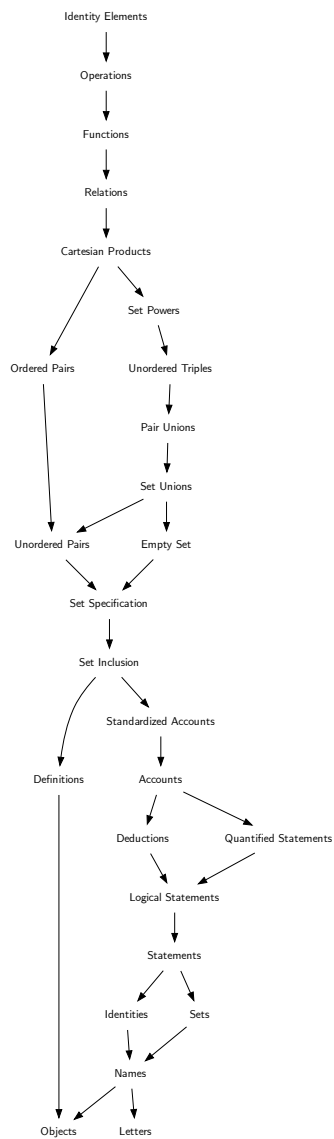 Identity Elements
Operations
Functions
Relations
Cartesian Products
Set Powers
Ordered Pairs
Unordered Triples
Pair Unions
Set Unions
Unordered Pairs
Empty Set
Set Specification
Set Inclusion
Standardized Accounts
Definitions
Accounts
Deductions
Quantified Statements
Logical Statements
Statements
Identities
Sets
Names
Objects
Letters